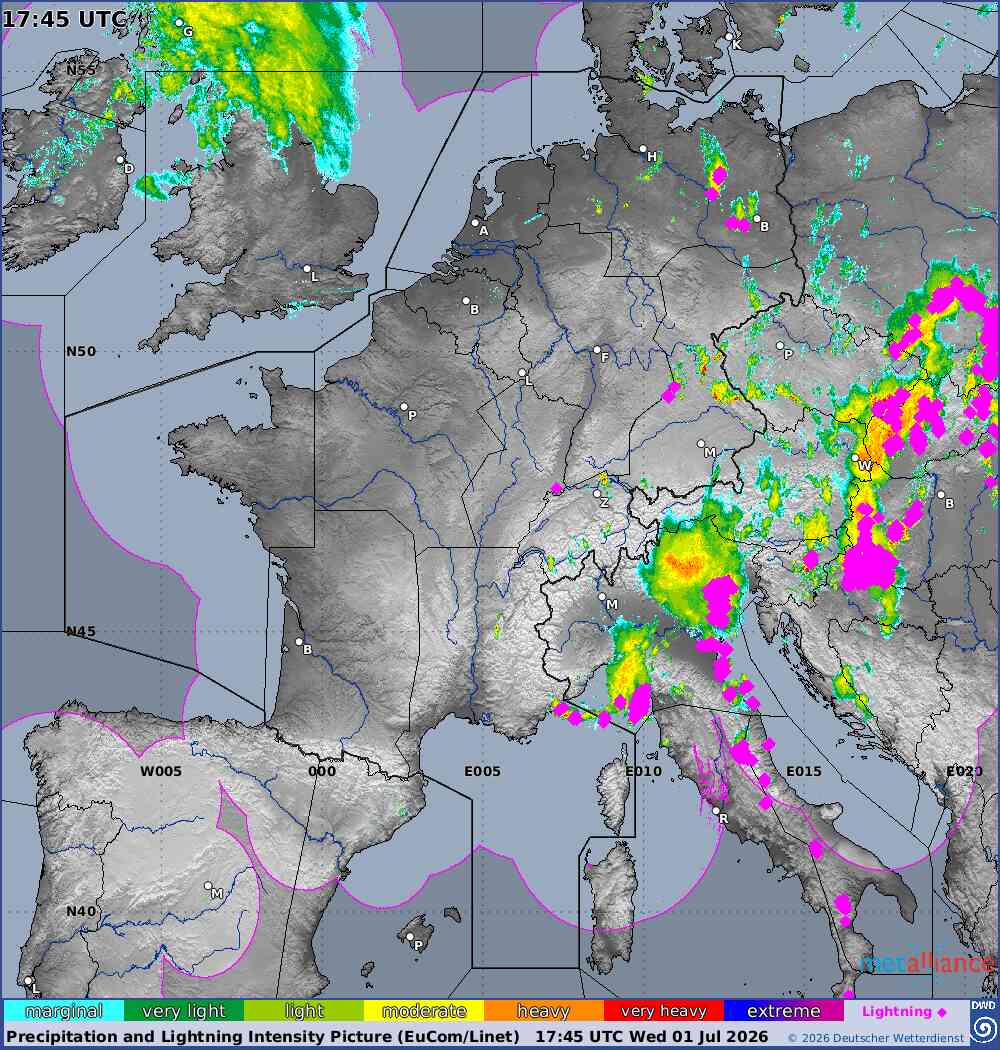 17:45 UTC
G
K
N55
D
H
A
B
L
B
N50
F
P
L
P
M
W
Z
B
M
N45
B
W005
000
E005
E010
E015
E020
R
M
N40
P
L
metalliance
marginal
very light
light
moderate
heavy
very heavy
extreme
Lightning
DWD
Precipitation and Lightning Intensity Picture (EuCom/Linet) 17:45 UTC Wed 01 Jul 2026 © 2026 Deutscher Wetterdienst